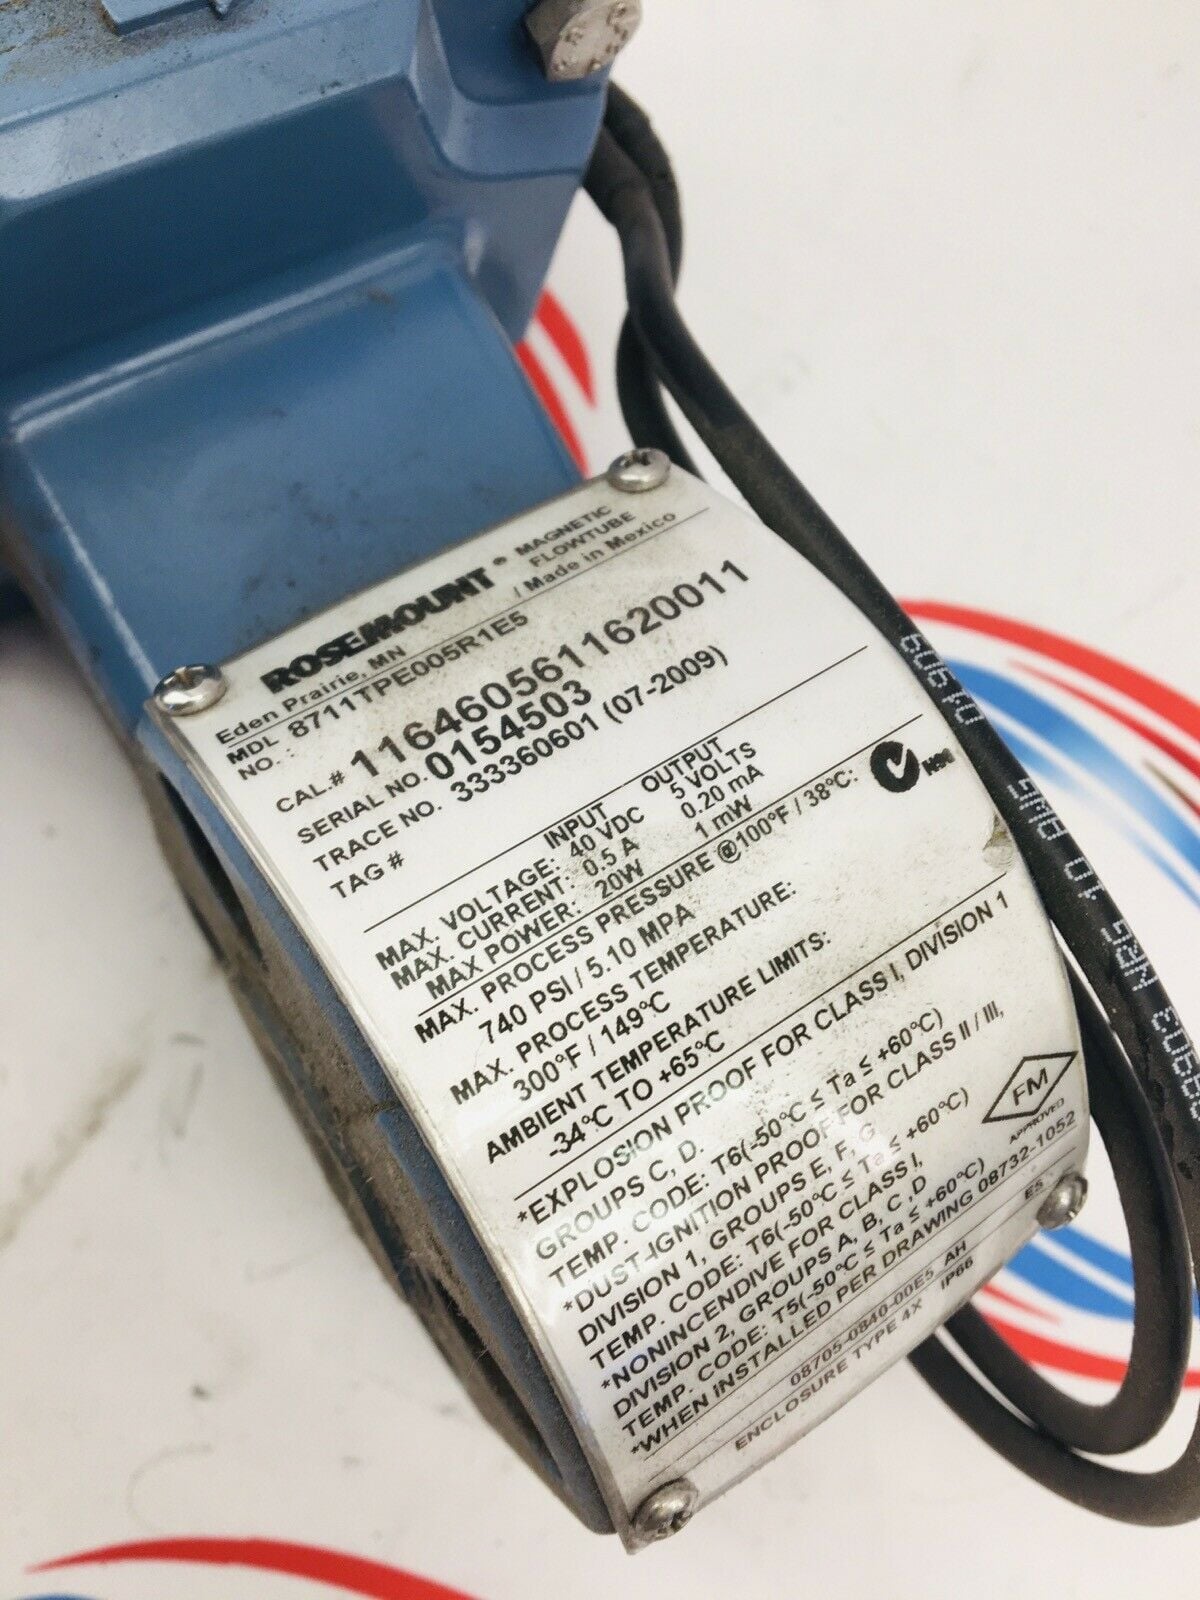 ROSEMOUNT® MAGNETIC FLOWTUBE
Eden Prairie, MN / Made in Mexico
MDL NO.: 8711TPE005R1E5
CAL.# 1164605611620011
SERIAL NO. 0154503
TRACE NO. 333360601 (07-2009)
TAG #
INPUT OUTPUT
MAX. VOLTAGE: 40 VDC 5 VOLTS
MAX. CURRENT: 0.5 A 0.20 mA
MAX POWER: 20W 1 mW
MAX. PROCESS PRESSURE @100°F / 38°C:
740 PSI / 5.10 MPA
MAX. PROCESS TEMPERATURE:
300°F / 149°C
AMBIENT TEMPERATURE LIMITS:
-34°C TO +65°C
N96
*EXPLOSION PROOF FOR CLASS I, DIVISION 1
GROUPS C, D.
TEMP. CODE: T6(-50°C ≤ Ta ≤ +60°C)
*DUST-IGNITION PROOF FOR CLASS II / III,
DIVISION 1, GROUPS E, F, G
TEMP. CODE: T6(-50°C ≤ Ta ≤ +60°C)
*NONINCENDIVE FOR CLASS I,
DIVISION 2, GROUPS A, B, C ,D
TEMP. CODE: T5(-50°C ≤ Ta ≤ +60°C)
*WHEN INSTALLED PER DRAWING 08732-1052
FM
APPROVED
08705-0840-00E5 AH E5
ENCLOSURE TYPE 4X IP66